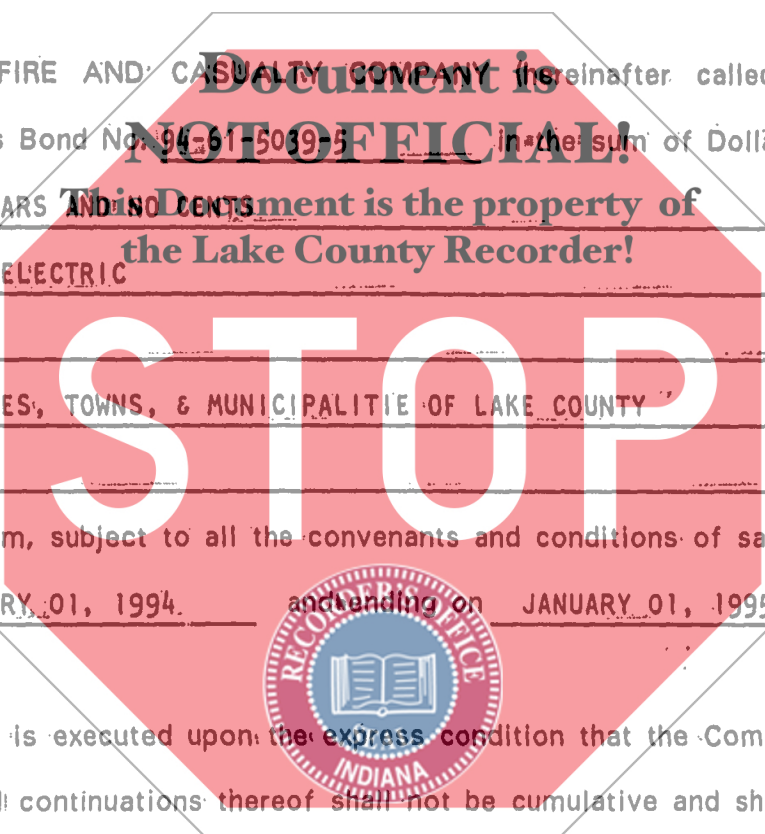 FIRE AND CASUALTY COMPANY (hereinafter called
Document is
s Bond No. 94-61-5039-5 in the sum of Dolla
NOT OFFICIAL!
ARS AND NO CENTS
This Document is the property of
the Lake County Recorder!
ELECTRIC
STOP
ES, TOWNS, & MUNICIPALITIE OF LAKE COUNTY
m, subject to all the convenants and conditions of sa
RY 01, 1994. and ending on JANUARY 01, 1995
RECORDER'S OFFICE
is executed upon the express condition that the Com
INDIANA
continuations thereof shall not be cumulative and sh